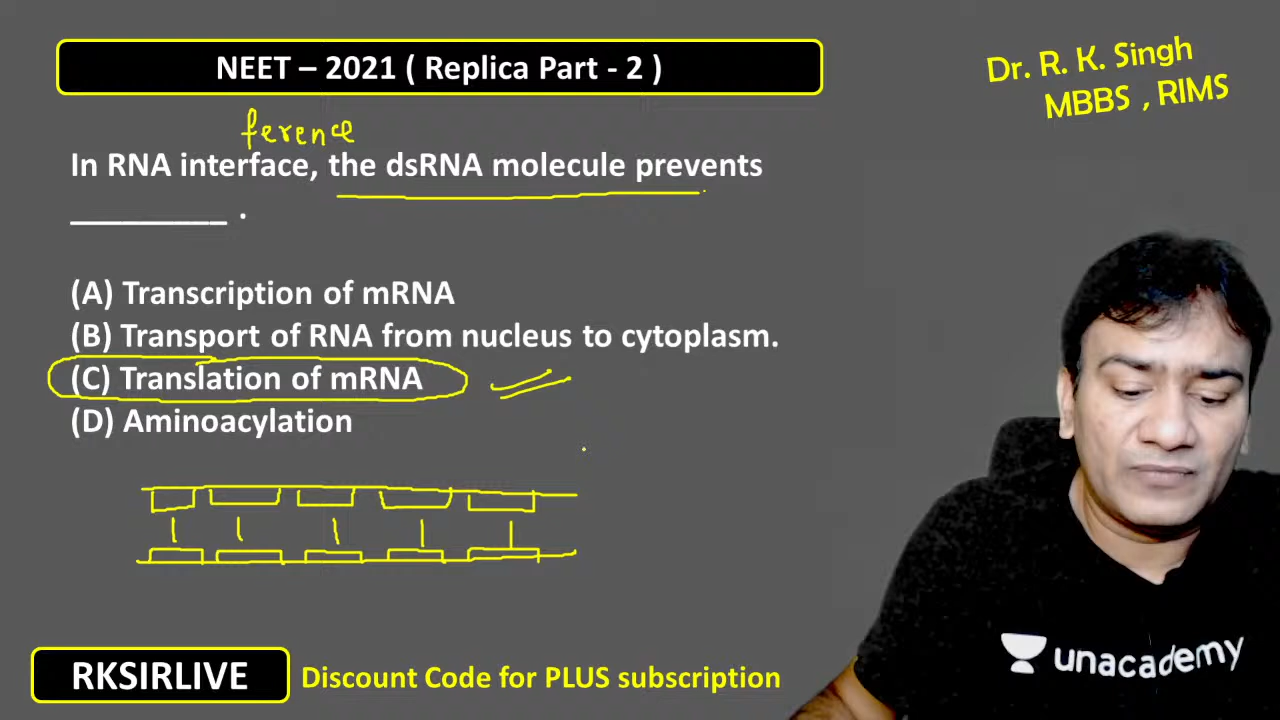 NEET – 2021 ( Replica Part - 2 )
Dr. R. K. Singh
MBBS , RIMS
ference
In RNA interface, the dsRNA molecule prevents
_________ .
(A) Transcription of mRNA
(B) Transport of RNA from nucleus to cytoplasm.
(C) Translation of mRNA
(D) Aminoacylation
unacademy
RKSIRLIVE
Discount Code for PLUS subscription